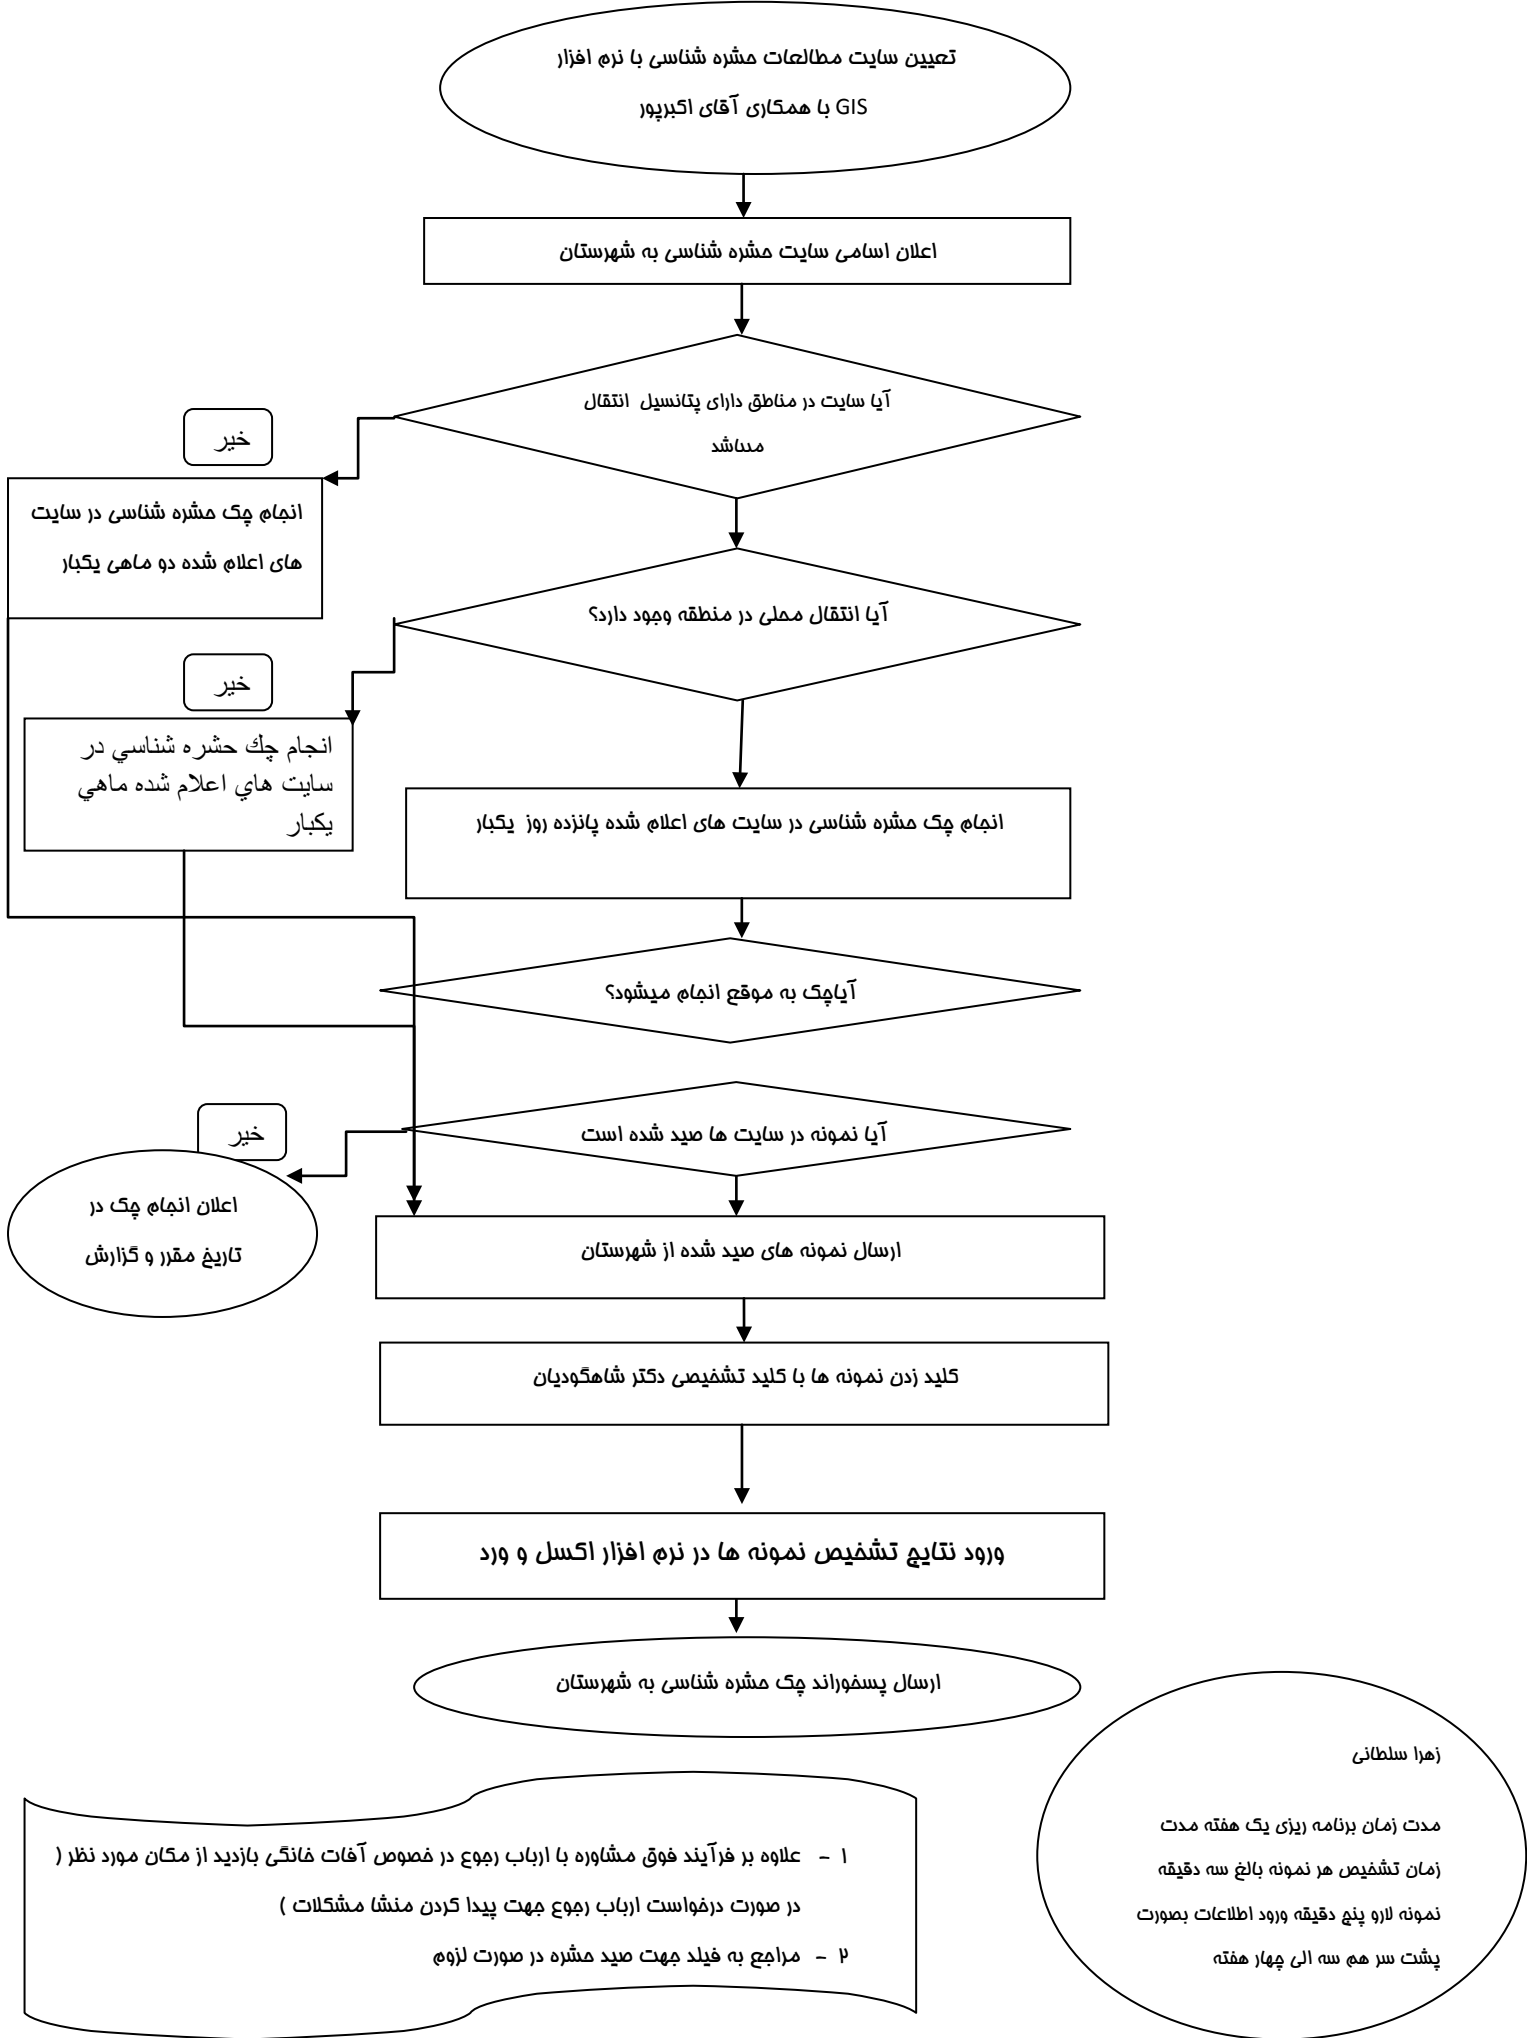 تعیین سایت مطالعات حشره شناسی با نرم افزار
GIS با همکاری آقای اکبرپور
اعلان اسامی سایت حشره شناسی به شهرستان
آیا سایت در مناطق دارای پتانسیل انتقال
میباشد
خیر
انجام چک حشره شناسی در سایت
های اعلام شده دو ماهی یکبار
آیا انتقال محلی در منطقه وجود دارد؟
خیر
انجام چك حشره شناسي در
سايت هاي اعلام شده ماهي
يكبار
انجام چک حشره شناسی در سایت های اعلام شده پانزده روز یکبار
آیاچک به موقع انجام میشود؟
آیا نمونه در سایت ها صید شده است
خیر
اعلان انجام چک در
تاریخ مقرر و گزارش
ارسال نمونه های صید شده از شهرستان
کلید زدن نمونه ها با کلید تشخیصی دکتر شاهگودیان
ورود نتایج تشخیص نمونه ها در نرم افزار اکسل و ورد
ارسال پسخوراند چک حشره شناسی به شهرستان
زهرا سلطانی
مدت زمان برنامه ریزی یک هفته مدت
زمان تشخیص هر نمونه بالغ سه دقیقه
نمونه لارو پنج دقیقه ورود اطلاعات بصورت
پشت سر هم سه الی چهار هفته
۱ - علاوه بر فرآیند فوق مشاوره با ارباب رجوع در خصوص آفات خانگی بازدید از مکان مورد نظر (
در صورت درخواست ارباب رجوع جهت پیدا کردن منشا مشکلات )
۲ - مراجع به فیلد جهت صید حشره در صورت لزوم